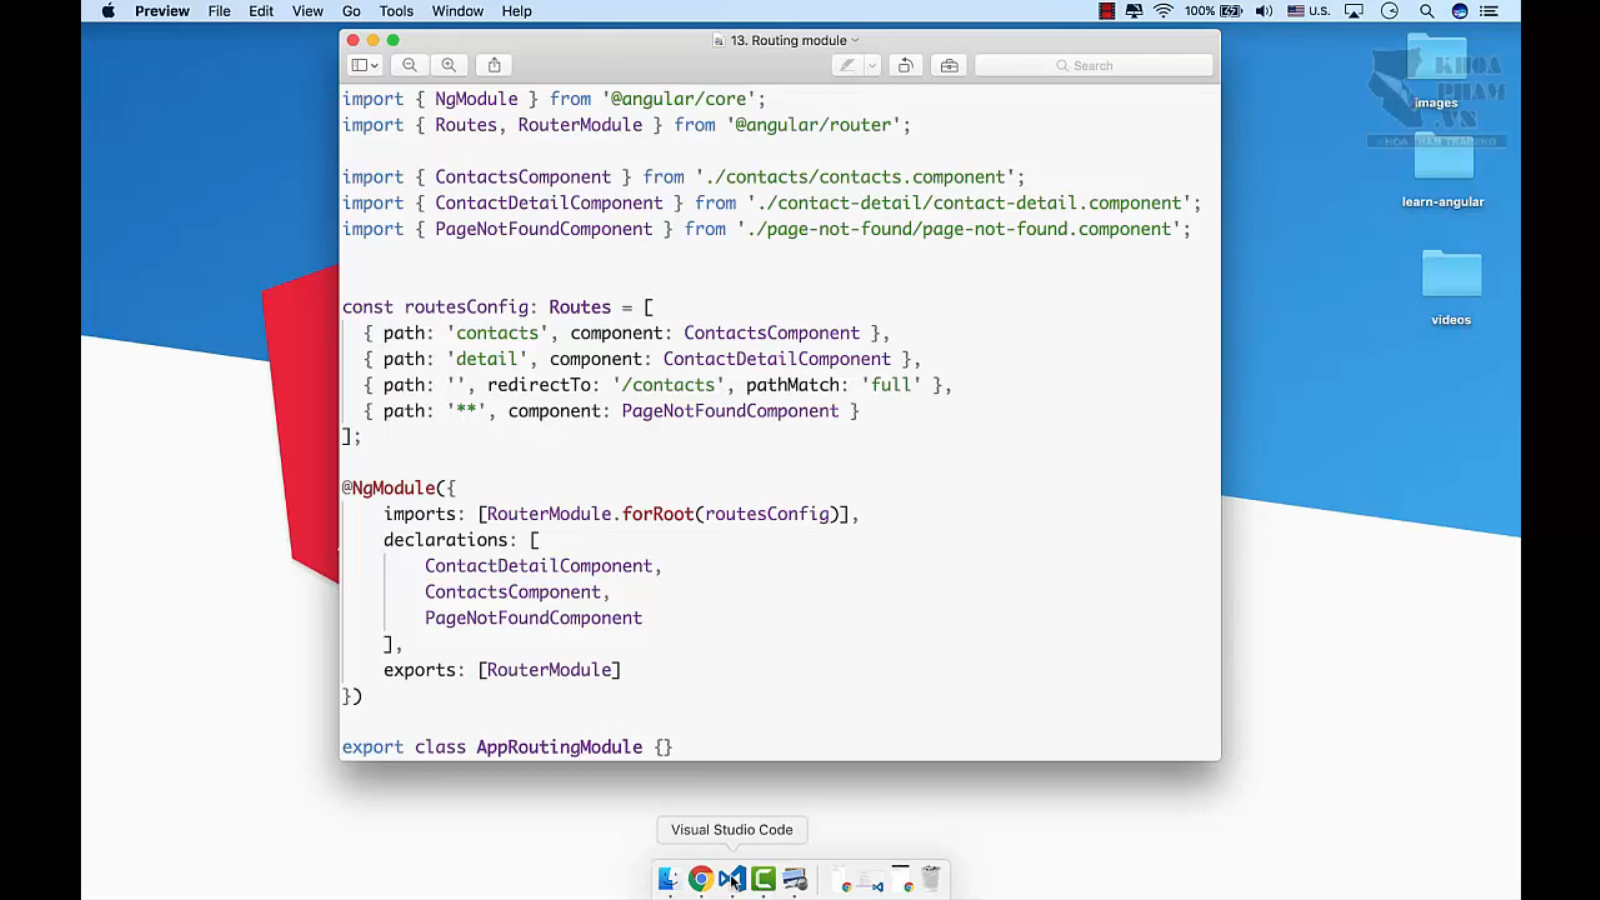 Preview File Edit View Go Tools Window Help 100% U.S.
13. Routing module
Search
import { NgModule } from '@angular/core';
import { Routes, RouterModule } from '@angular/router';
import { ContactsComponent } from './contacts/contacts.component';
import { ContactDetailComponent } from './contact-detail/contact-detail.component';
import { PageNotFoundComponent } from './page-not-found/page-not-found.component';
const routesConfig: Routes = [
{ path: 'contacts', component: ContactsComponent },
{ path: 'detail', component: ContactDetailComponent },
{ path: '', redirectTo: '/contacts', pathMatch: 'full' },
{ path: '**', component: PageNotFoundComponent }
];
@NgModule({
imports: [RouterModule.forRoot(routesConfig)],
declarations: [
ContactDetailComponent,
ContactsComponent,
PageNotFoundComponent
],
exports: [RouterModule]
})
export class AppRoutingModule {}
KHOA
PHAM
.VN
KHOA PHAM TRAINING
images
learn-angular
videos
Visual Studio Code